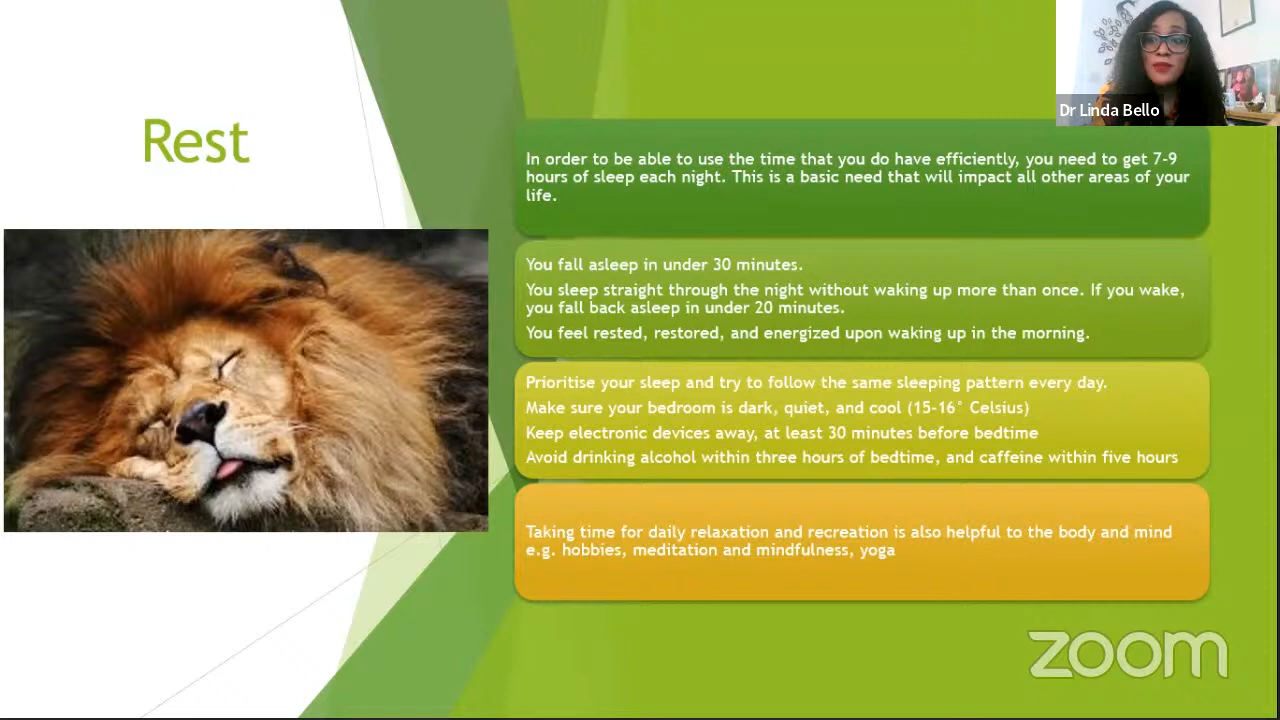 Dr Linda Bello
Rest
In order to be able to use the time that you do have efficiently, you need to get 7-9
hours of sleep each night. This is a basic need that will impact all other areas of your
life.
You fall asleep in under 30 minutes.
You sleep straight through the night without waking up more than once. If you wake,
you fall back asleep in under 20 minutes.
You feel rested, restored, and energized upon waking up in the morning.
Prioritise your sleep and try to follow the same sleeping pattern every day.
Make sure your bedroom is dark, quiet, and cool (15-16° Celsius)
Keep electronic devices away, at least 30 minutes before bedtime
Avoid drinking alcohol within three hours of bedtime, and caffeine within five hours
Taking time for daily relaxation and recreation is also helpful to the body and mind
e.g. hobbies, meditation and mindfulness, yoga
zoom